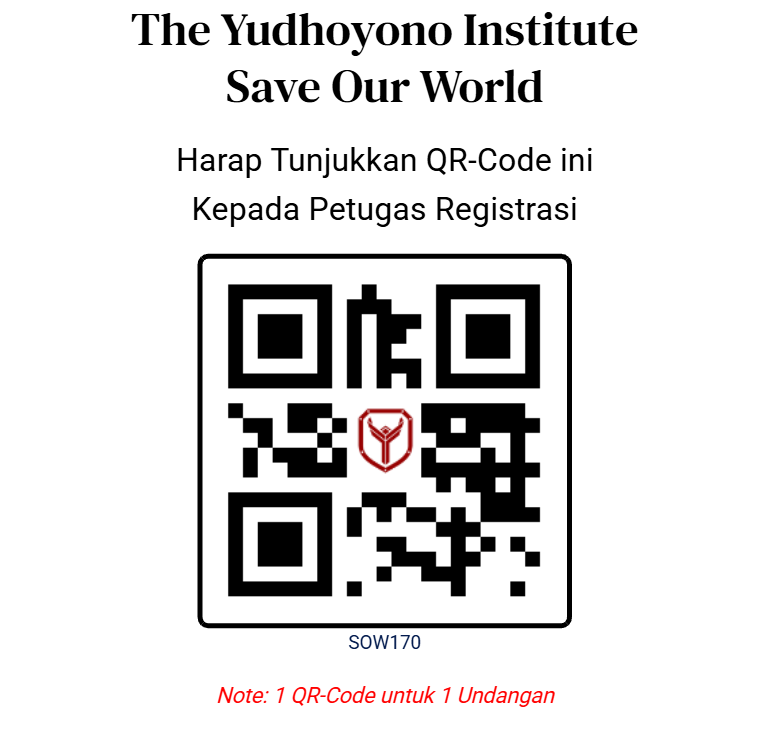 The Yudhoyono Institute
Save Our World
Harap Tunjukkan QR-Code ini
Kepada Petugas Registrasi
SOW170
Note: 1 QR-Code untuk 1 Undangan